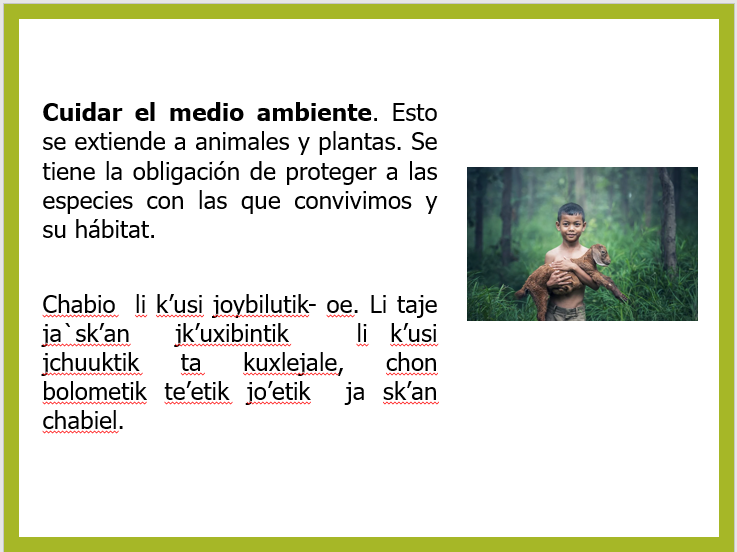 Cuidar el medio ambiente. Esto
se extiende a animales y plantas. Se
tiene la obligación de proteger a las
especies con las que convivimos y
su hábitat.
Chabio li k’usi joybilutik- oe. Li taje
ja`sk’an jk’uxibintik li k’usi
jchuuktik ta kuxlejale, chon
bolometik te’etik jo’etik ja sk’an
chabiel.